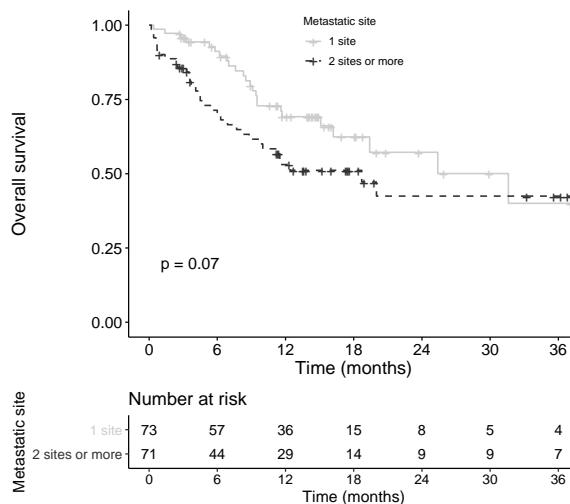 Metastatic site
1 site
2 sites or more
Overall survival
1.00
0.75
0.50
0.25
0.00
p = 0.07
0 6 12 18 24 30 36
Time (months)
Number at risk
Metastatic site
1 site 73 57 36 15 8 5 4
2 sites or more 71 44 29 14 9 9 7
0 6 12 18 24 30 36
Time (months)